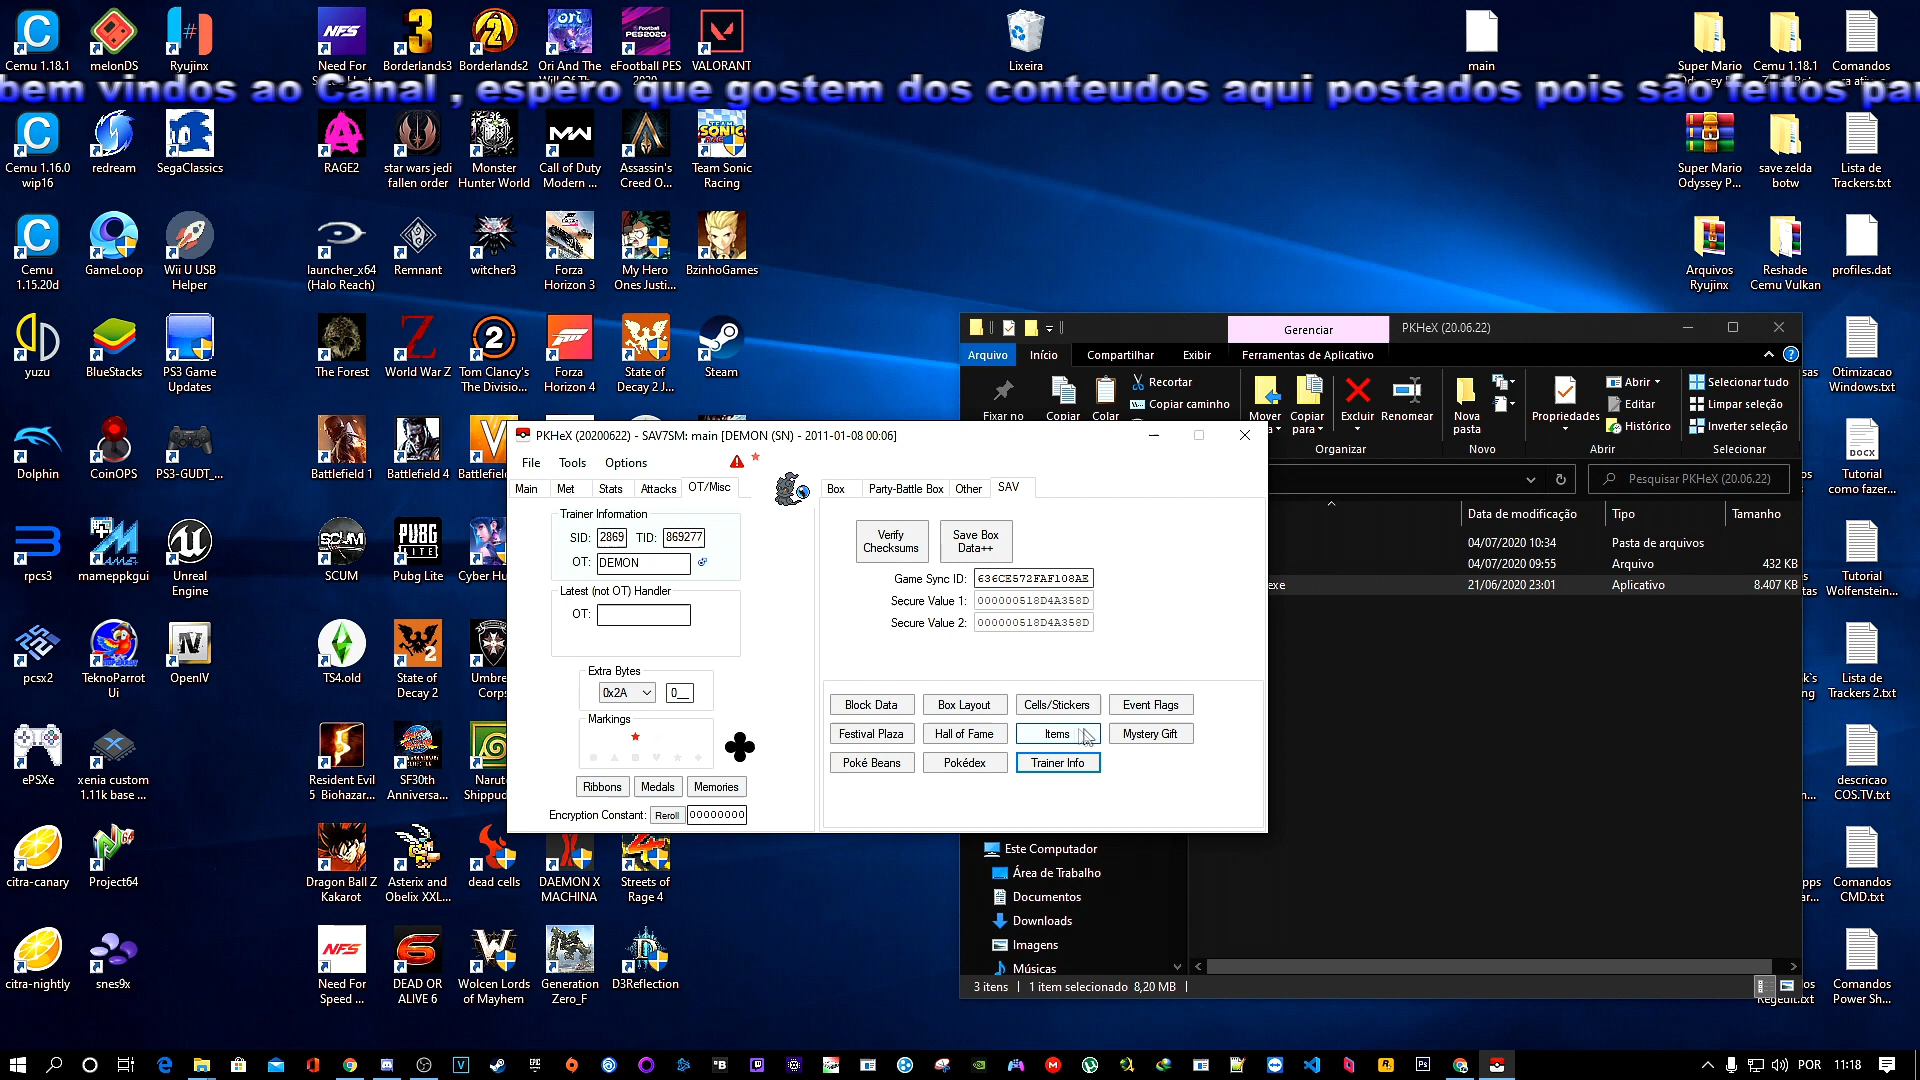 Cemu 1.18.1
melonDS
Ryujinx
Need For
Borderlands3
Borderlands2
Ori And The
eFootball PES
VALORANT
Lixeira
main
Super Mario
Cemu 1.18.1
Comandos
bem vindos ao Canal , espero que gostem dos conteudos aqui postados pois são feitos par
Cemu 1.16.0
wip16
redream
SegaClassics
RAGE2
star wars jedi
fallen order
Monster
Hunter World
Call of Duty
Modern ...
Assassin's
Creed O...
Team Sonic
Racing
Super Mario
Odyssey P...
save zelda
botw
Lista de
Trackers.txt
Cemu
1.15.20d
GameLoop
Wii U USB
Helper
launcher_x64
(Halo Reach)
Remnant
witcher3
Forza
Horizon 3
My Hero
Ones Justi...
BzinhoGames
Arquivos
Ryujinx
Reshade
Cemu Vulkan
profiles.dat
yuzu
BlueStacks
PS3 Game
Updates
The Forest
World War Z
Tom Clancy's
The Divisio...
Forza
Horizon 4
State of
Decay 2 J...
Steam
Otimizacao
Windows.txt
Dolphin
CoinOPS
PS3-GUDT_...
Battlefield 1
Battlefield 4
Battlefield
Tutorial
como fazer...
rpcs3
mameppkgui
Unreal
Engine
SCUM
Pubg Lite
Cyber Hu
Tutorial
Wolfenstein...
pcsx2
TeknoParrot
Ui
OpenIV
TS4.old
State of
Decay 2
Umbre
Corps
Lista de
Trackers 2.txt
ePSXe
xenia custom
1.11k base ...
Resident Evil
5 Biohazar...
SF30th
Anniversa...
Narut
Shippud
descricao
COS.TV.txt
citra-canary
Project64
Dragon Ball Z
Kakarot
Asterix and
Obelix XXL...
dead cells
DAEMON X
MACHINA
Streets of
Rage 4
Comandos
CMD.txt
citra-nightly
snes9x
Need For
Speed ...
DEAD OR
ALIVE 6
Wolcen Lords
of Mayhem
Generation
Zero_F
D3Reflection
Comandos
Power Sh...
Gerenciar
PKHeX (20.06.22)
Arquivo
Início
Compartilhar
Exibir
Ferramentas de Aplicativo
Fixar no
Copiar
Colar
Recortar
Copiar caminho
Mover
Copiar
para
Excluir
Renomear
Organizar
Nova
pasta
Novo
Propriedades
Abrir
Editar
Histórico
Abrir
Selecionar tudo
Limpar seleção
Inverter seleção
Selecionar
Pesquisar PKHeX (20.06.22)
Data de modificação
Tipo
Tamanho
04/07/2020 10:34
Pasta de arquivos
04/07/2020 09:55
Arquivo
432 KB
exe
21/06/2020 23:01
Aplicativo
8.407 KB
Este Computador
Área de Trabalho
Documentos
Downloads
Imagens
Músicas
3 itens
1 item selecionado 8,20 MB
PKHeX (20200622) - SAV7SM: main [DEMON (SN) - 2011-01-08 00:06]
File
Tools
Options
Main
Met
Stats
Attacks
OT/Misc
Box
Party-Battle Box
Other
SAV
Trainer Information
SID: 2869
TID: 869277
OT: DEMON
Latest (not OT) Handler
OT:
Extra Bytes
0x2A
0__
Markings
Ribbons
Medals
Memories
Encryption Constant:
Reroll
00000000
Verify
Checksums
Save Box
Data++
Game Sync ID: 636CE572FAF108AE
Secure Value 1: 000000518D4A358D
Secure Value 2: 000000518D4A358D
Block Data
Box Layout
Cells/Stickers
Event Flags
Festival Plaza
Hall of Fame
Items
Mystery Gift
Poké Beans
Pokédex
Trainer Info
POR
11:18